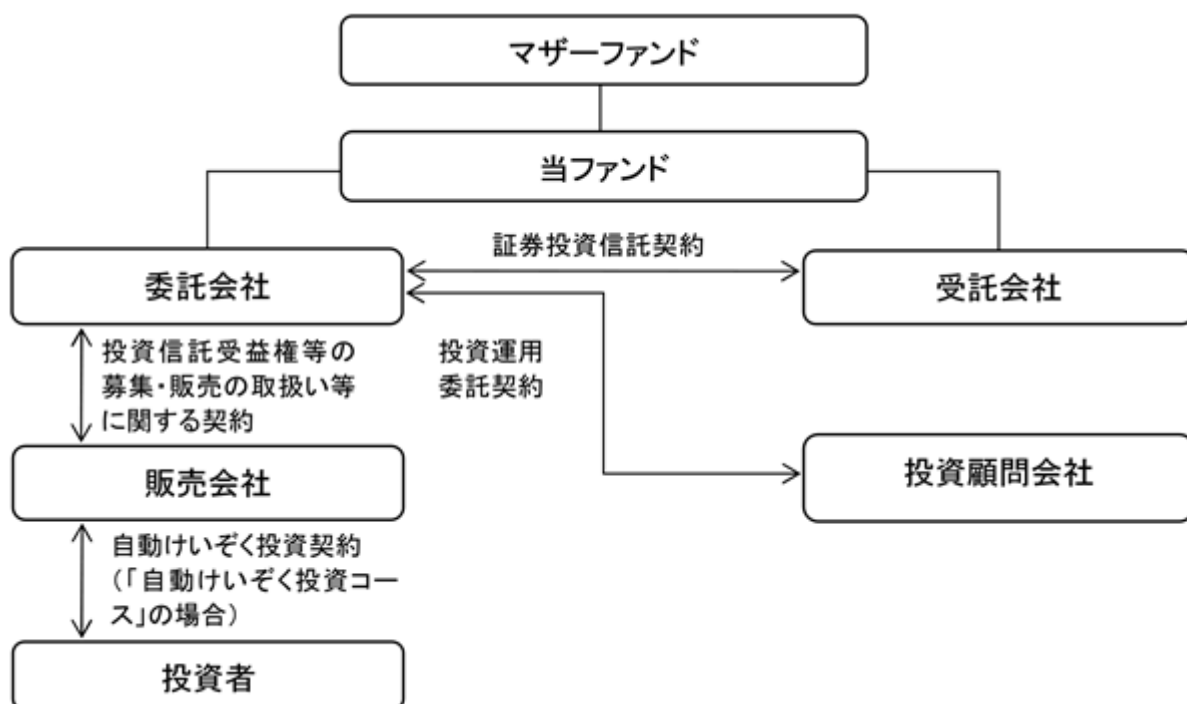 マザーファンド
当ファンド
証券投資信託契約
委託会社
受託会社
投資信託受益権等の
募集・販売の取扱い等
に関する契約
投資運用
委託契約
販売会社
投資顧問会社
自動けいぞく投資契約
（「自動けいぞく投資コー
ス」の場合）
投資者